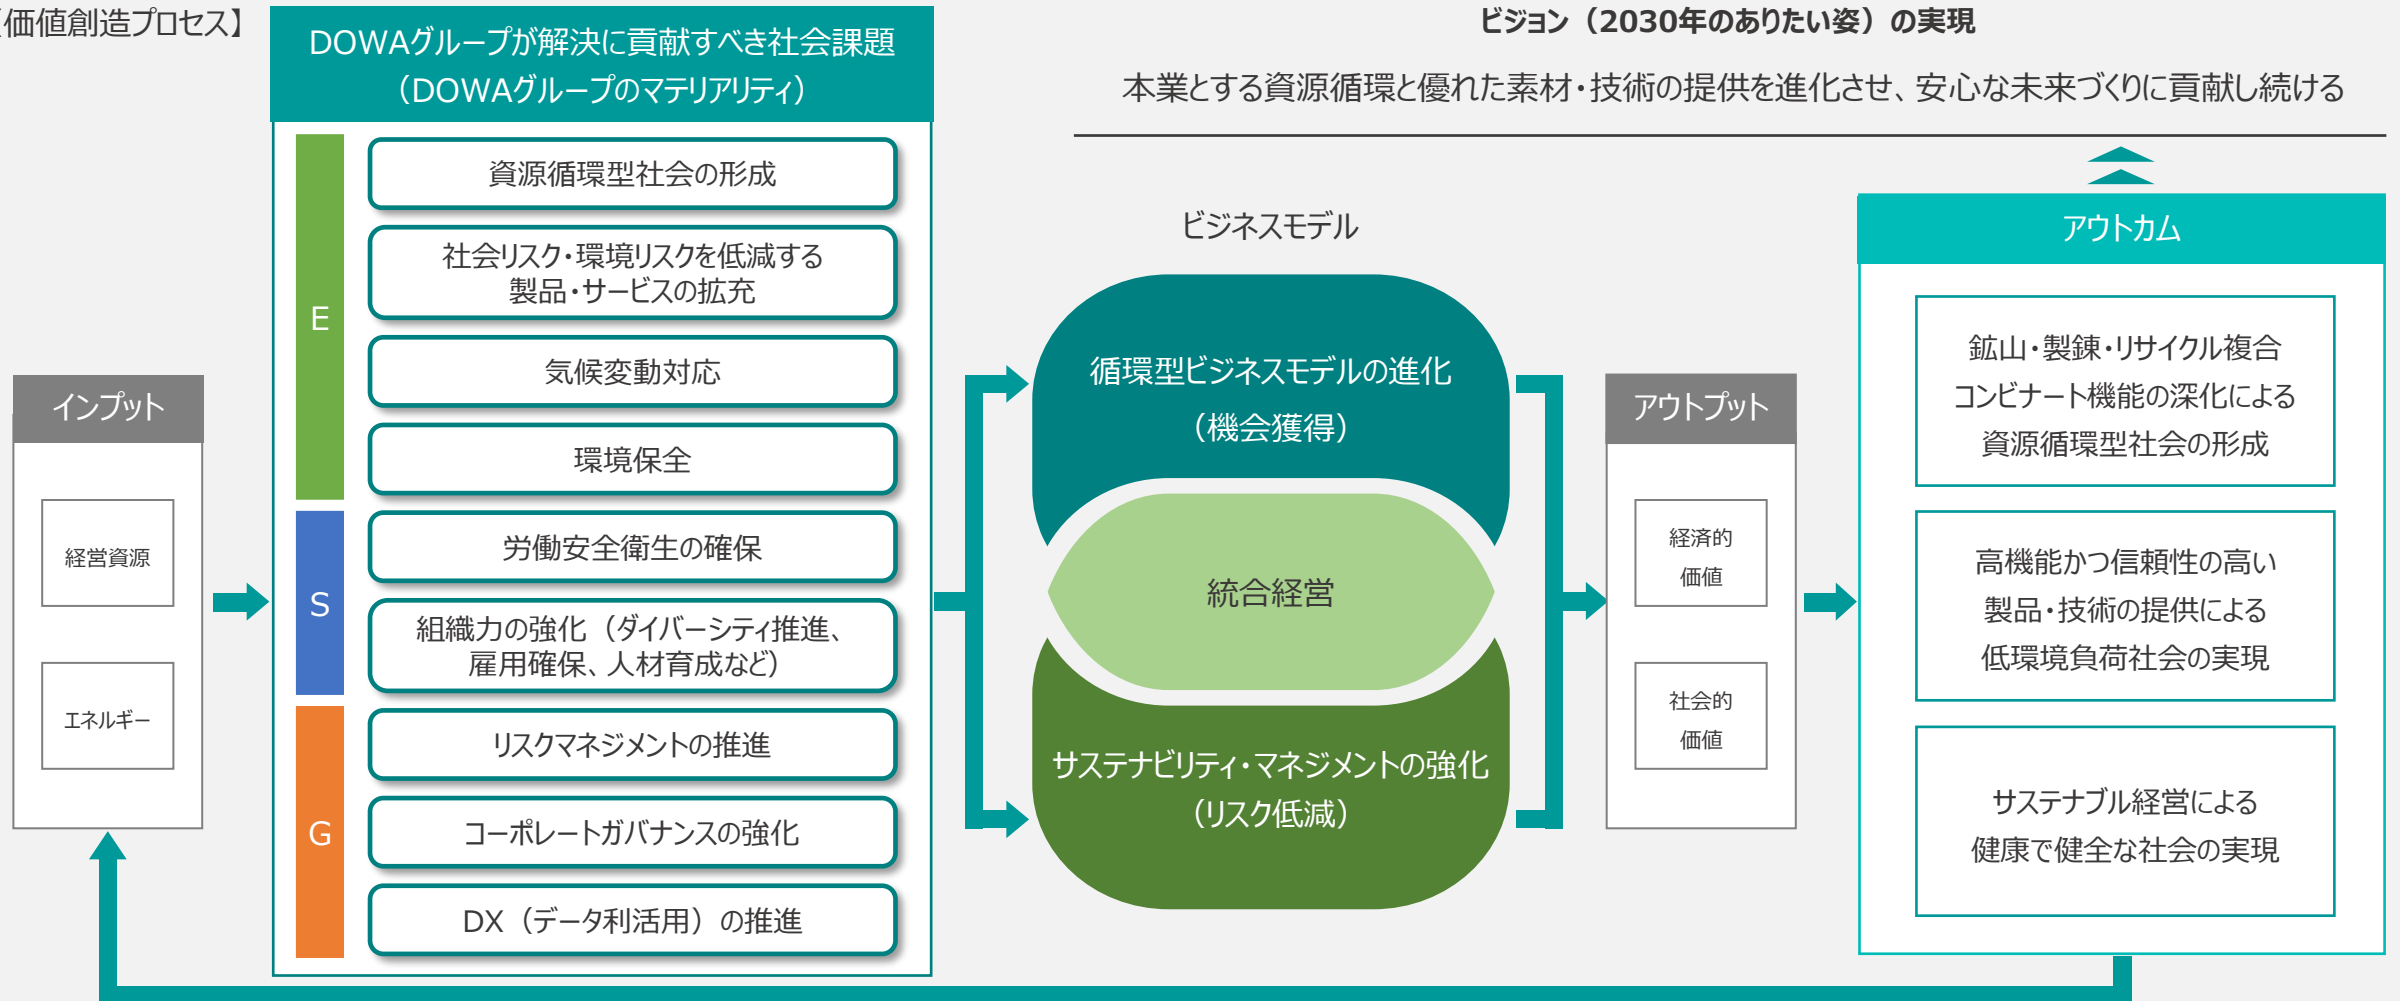 【価値創造プロセス】
DOWAグループが解決に貢献すべき社会課題
（DOWAグループのマテリアリティ）
ビジョン（2030年のありたい姿）の実現
本業とする資源循環と優れた素材・技術の提供を進化させ、安心な未来づくりに貢献し続ける
インプット
経営資源
エネルギー
E
資源循環型社会の形成
社会リスク・環境リスクを低減する
製品・サービスの拡充
気候変動対応
環境保全
S
労働安全衛生の確保
組織力の強化（ダイバーシティ推進、
雇用確保、人材育成など）
G
リスクマネジメントの推進
コーポレートガバナンスの強化
DX（データ利活用）の推進
ビジネスモデル
循環型ビジネスモデルの進化
（機会獲得）
統合経営
サステナビリティ・マネジメントの強化
（リスク低減）
アウトプット
経済的
価値
社会的
価値
アウトカム
鉱山・製錬・リサイクル複合
コンビナート機能の深化による
資源循環型社会の形成
高機能かつ信頼性の高い
製品・技術の提供による
低環境負荷社会の実現
サステナブル経営による
健康で健全な社会の実現